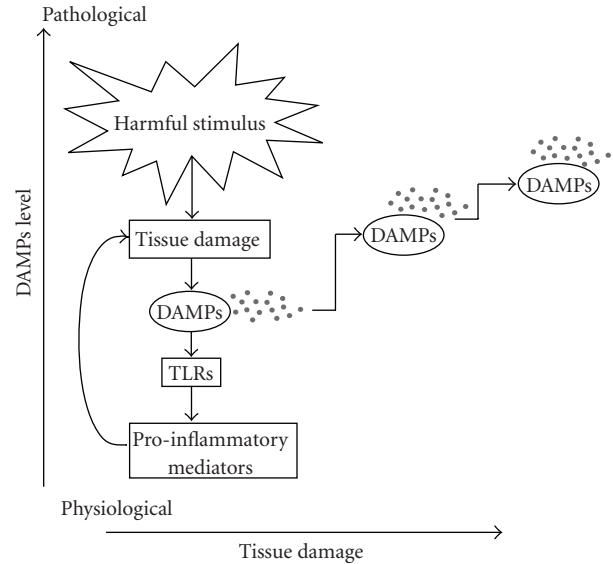 Pathological
Harmful stimulus
DAMPs level
Tissue damage
DAMPs
DAMPs
DAMPs
TLRs
Pro-inflammatory
mediators
Physiological
Tissue damage